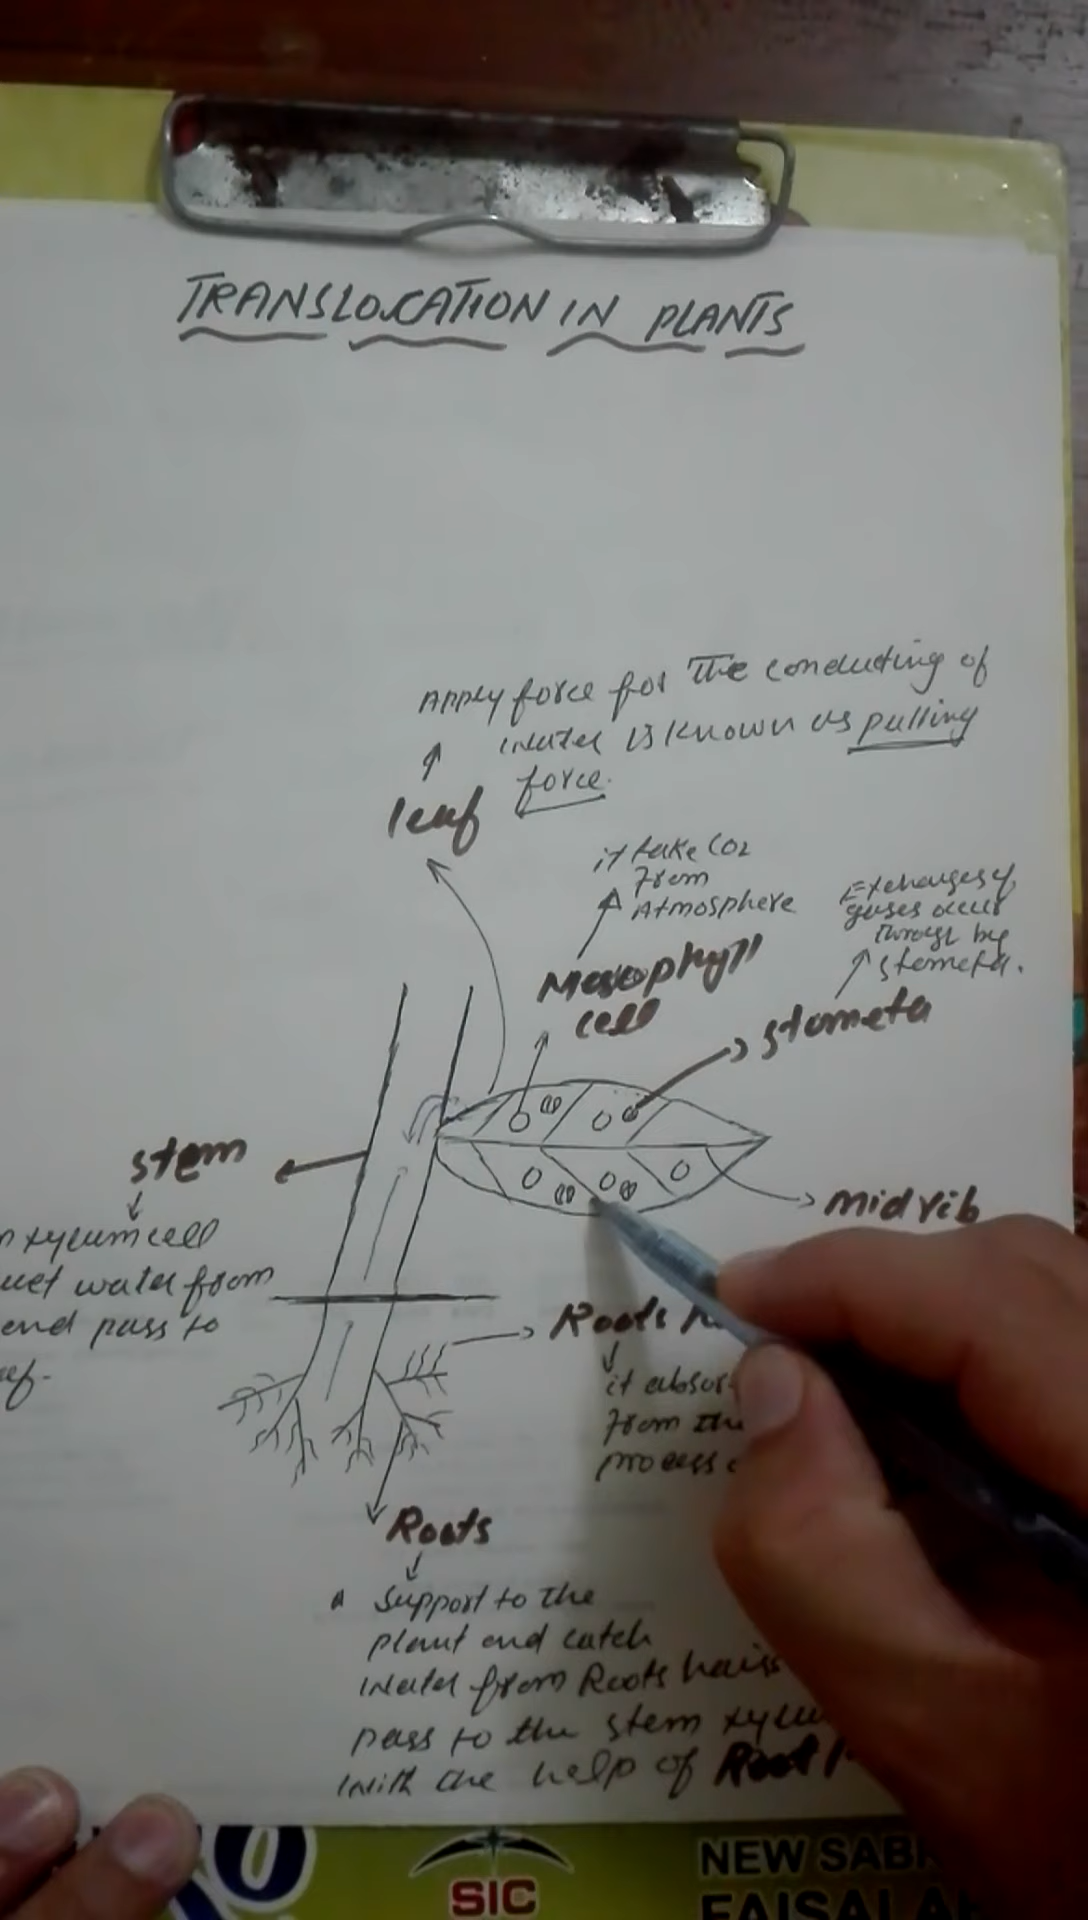 TRANSLOCATION IN PLANTS
Apply force for the conducting of
water is known as pulling
force.
leaf
it take CO2
from
Atmosphere
Exchanges of
gases occur
through by
stometa.
Mesophyll
cell
stometa
stem
xylum cell
water from
and pass to
midrib
Roots
it absor
from the
process
Roots
Support to the
plant and catch
water from Roots hairs
pass to the stem xylu
with the help of Root
SIC
NEW SAB
FAISALA